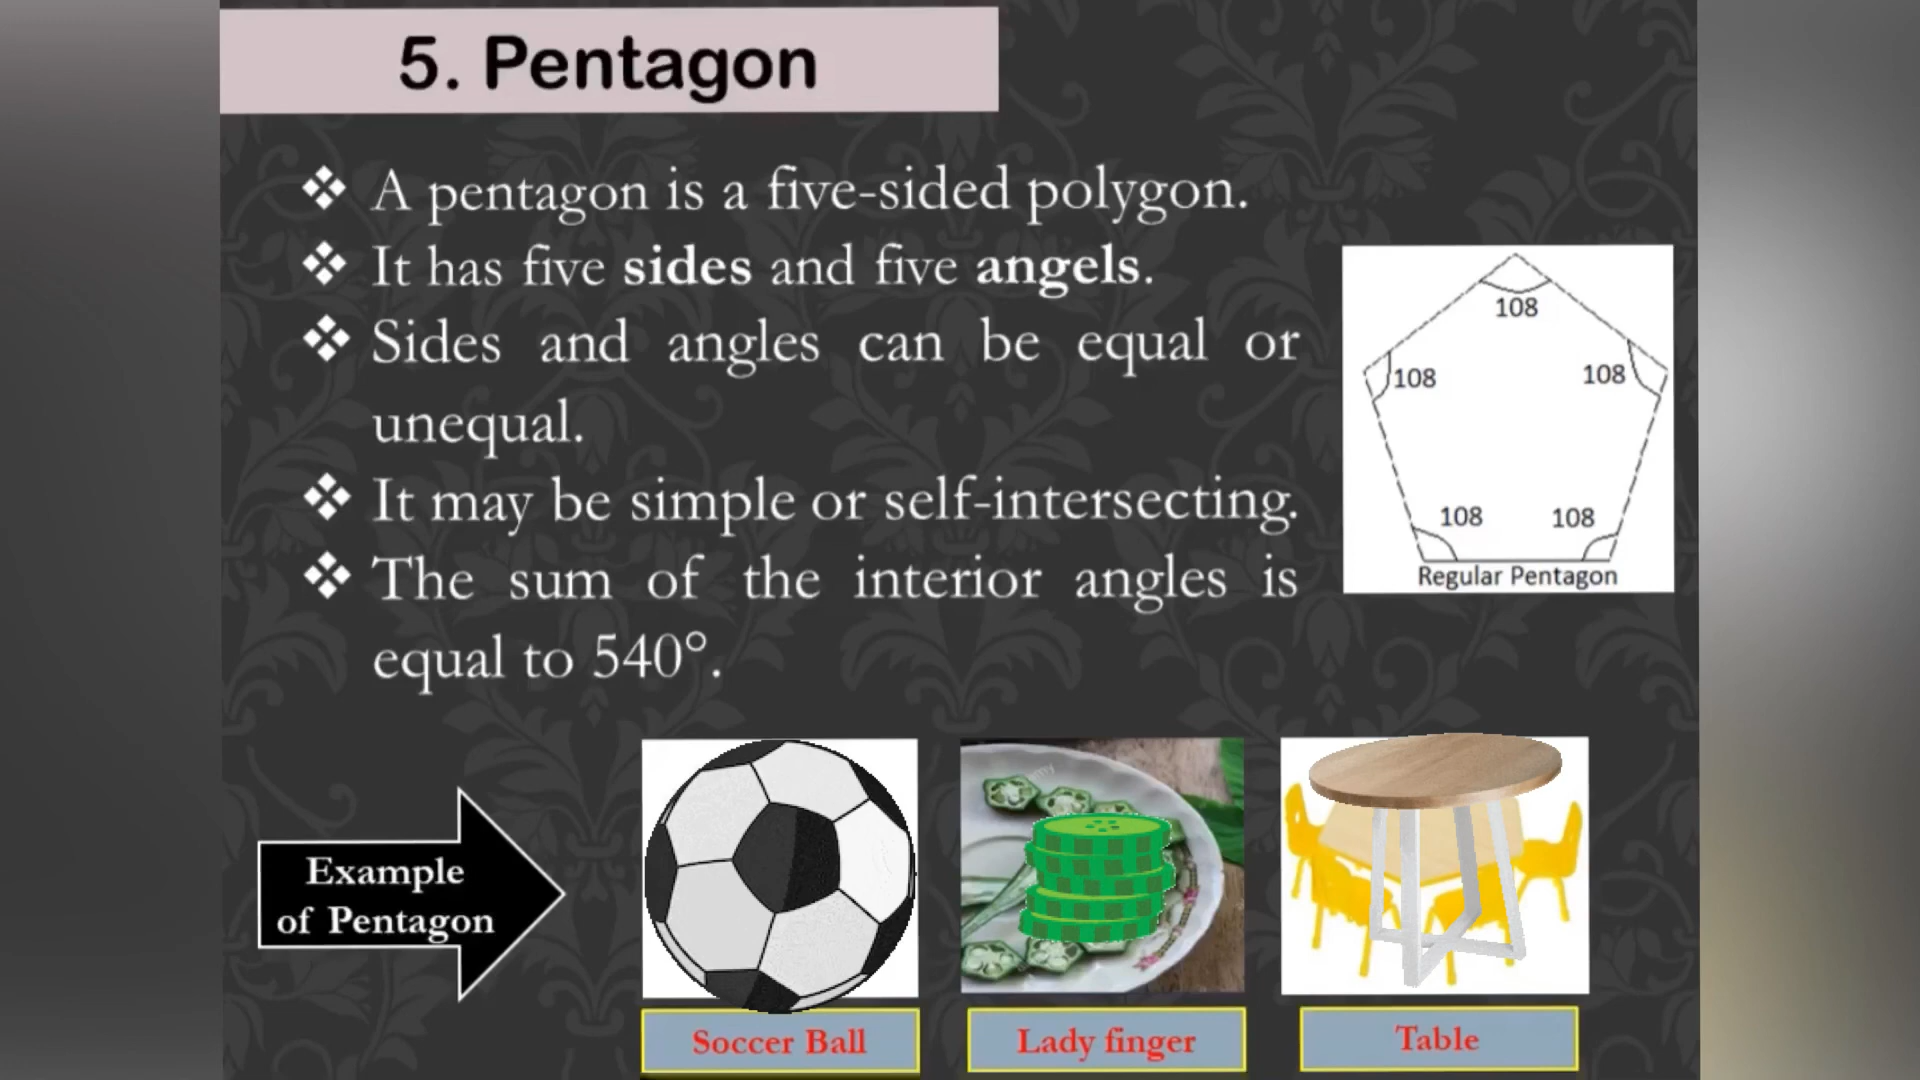 5. Pentagon
❖ A pentagon is a five-sided polygon.
❖ It has five sides and five angels.
❖ Sides and angles can be equal or
unequal.
❖ It may be simple or self-intersecting.
❖ The sum of the interior angles is
equal to 540°.
108
108
108
108
108
Regular Pentagon
Example
of Pentagon
Soccer Ball
Lady finger
Table